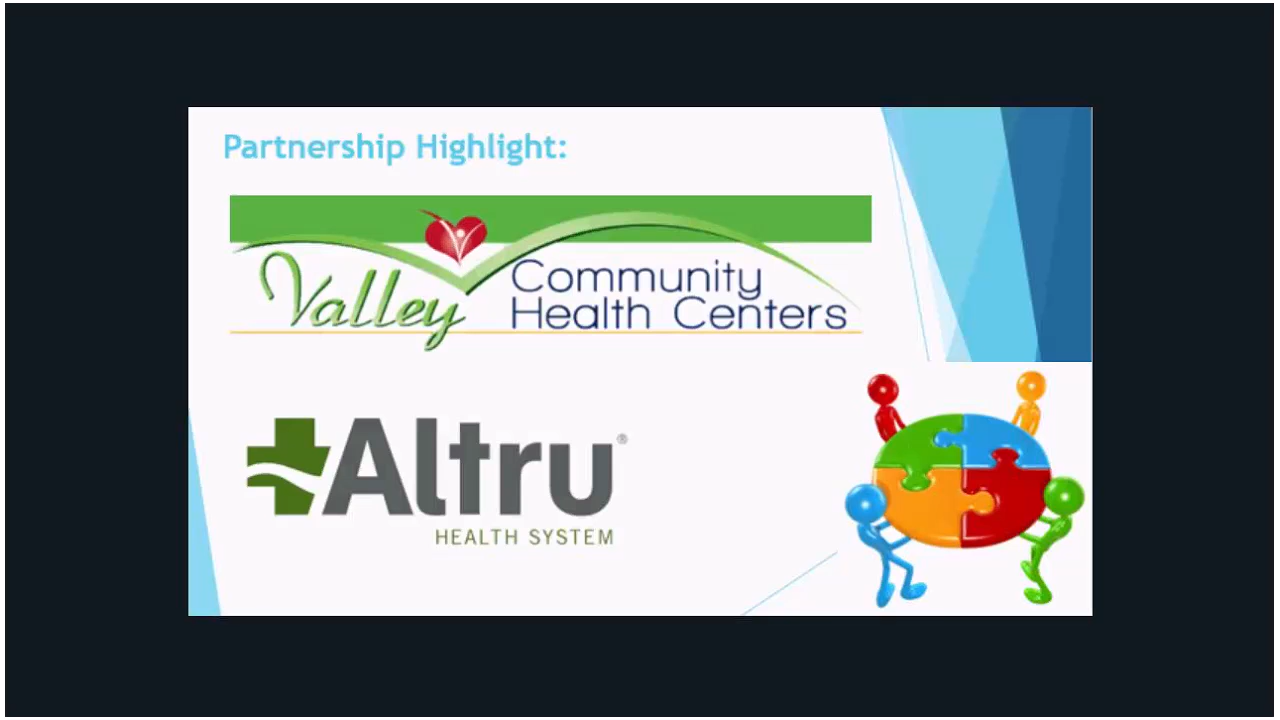 Partnership Highlight:
Valley Community
Health Centers
Altru®
HEALTH SYSTEM